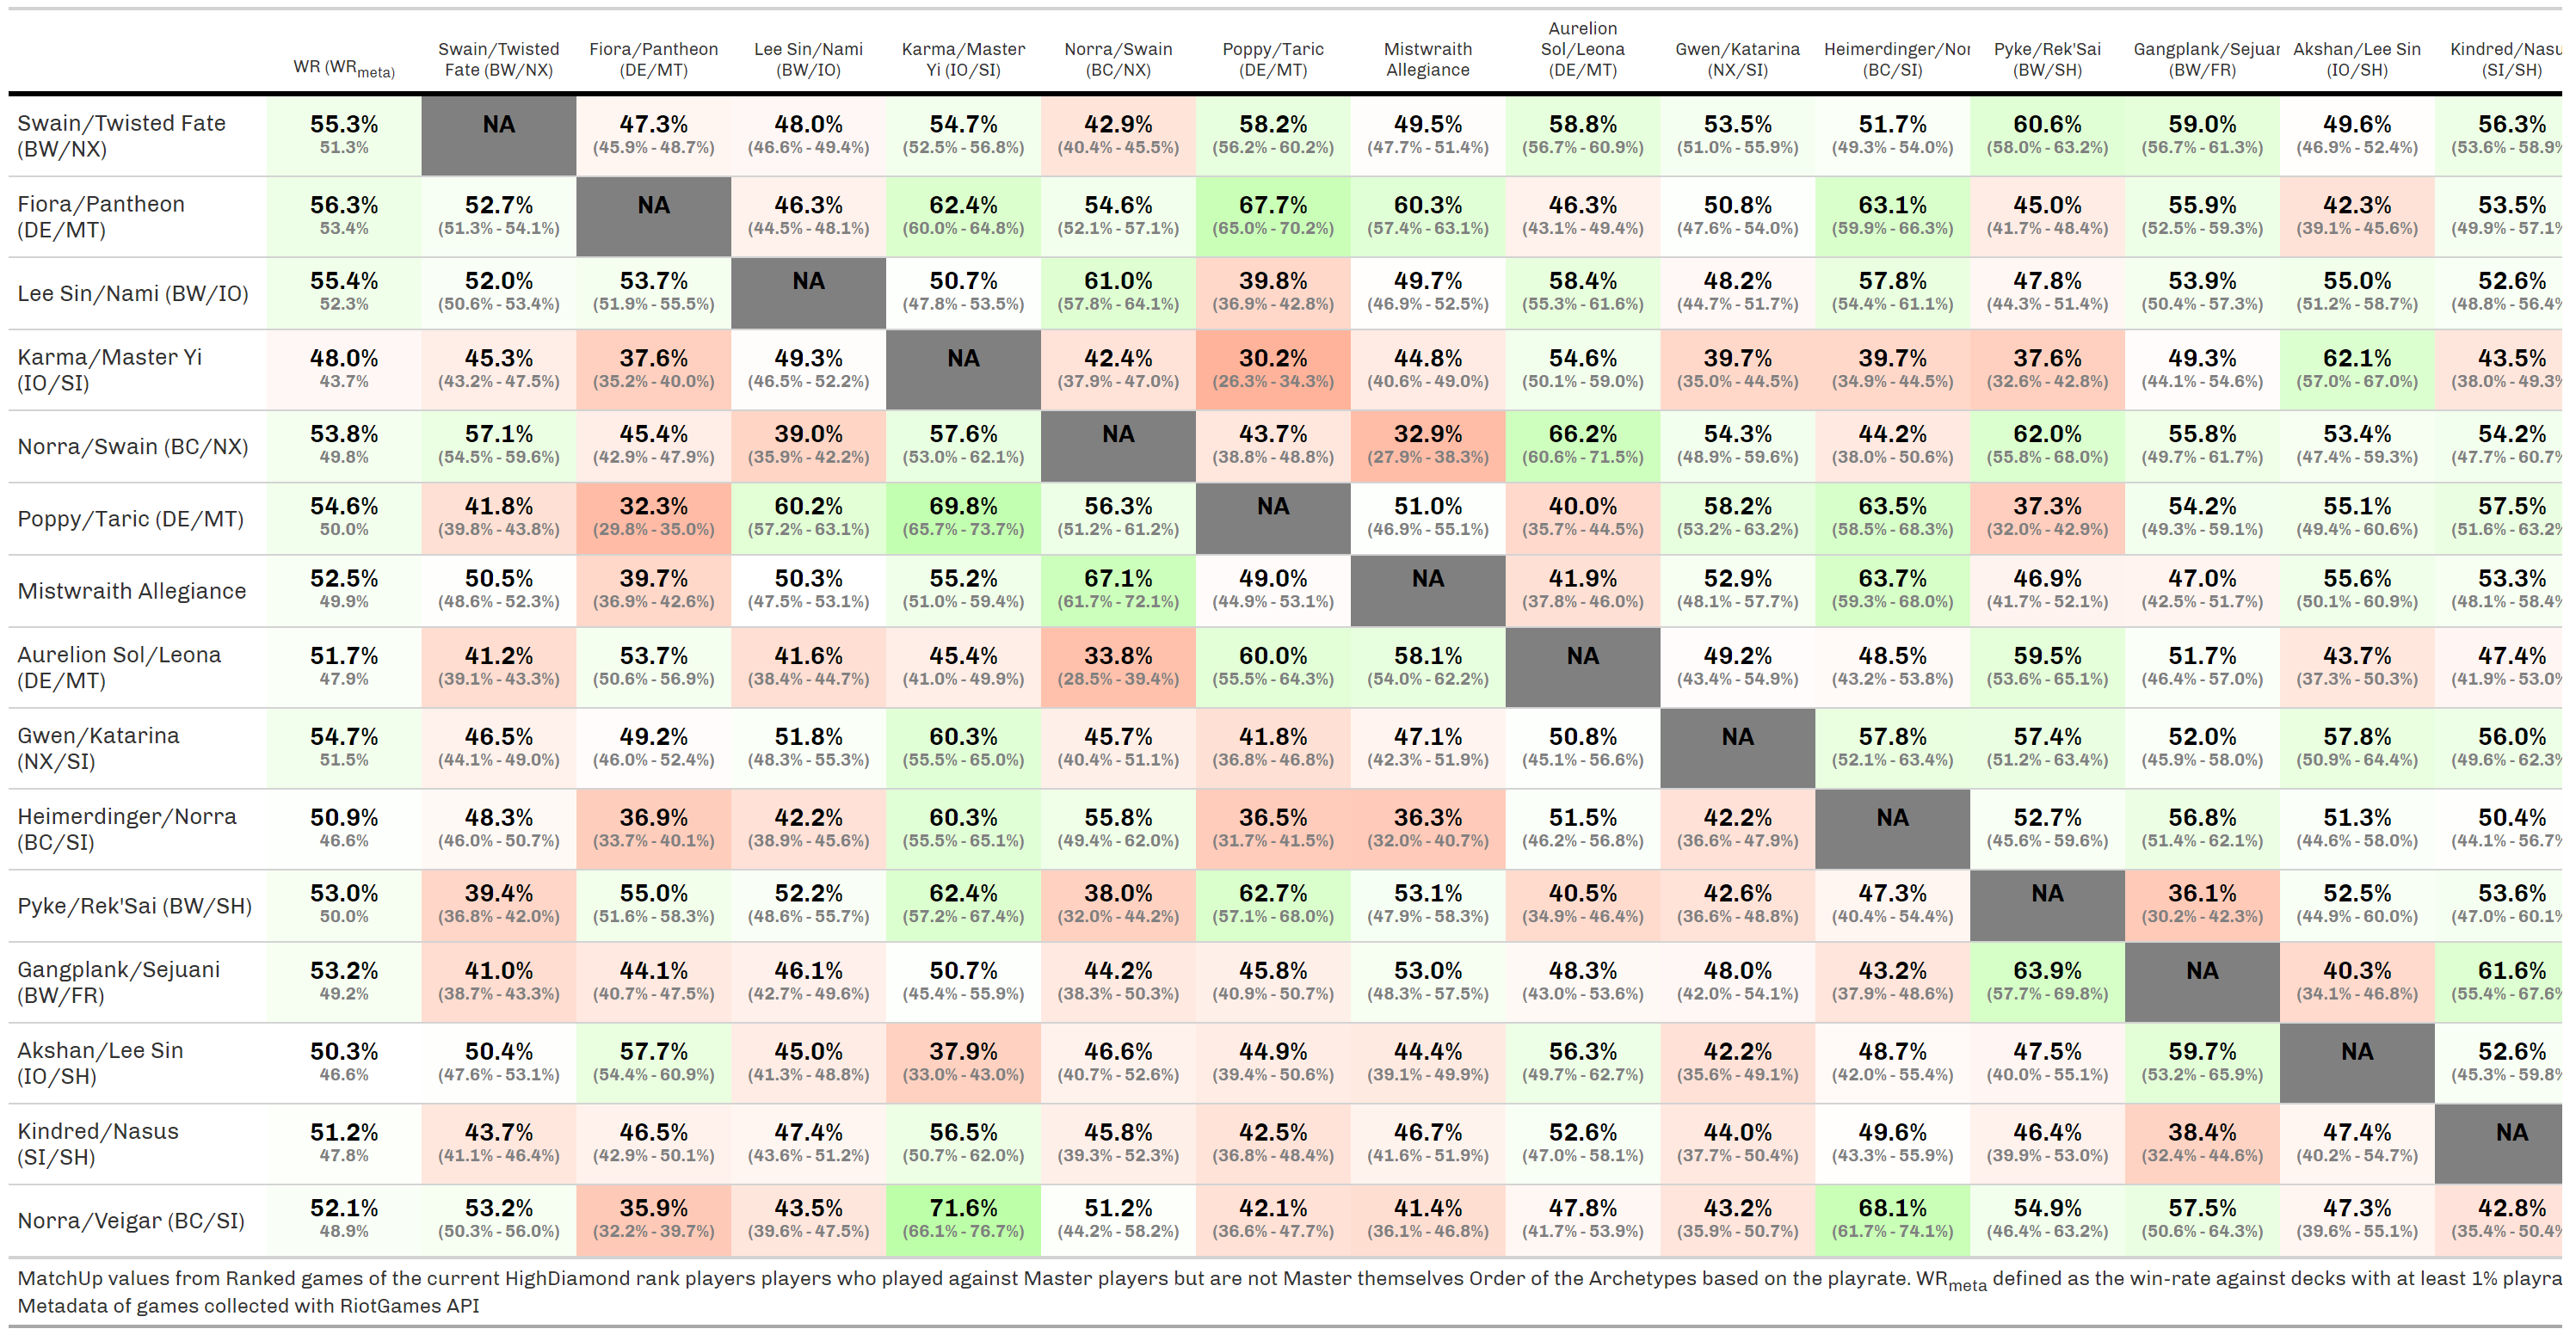 WR (WRmeta) Swain/Twisted Fate (BW/NX) Fiora/Pantheon (DE/MT) Lee Sin/Nami (BW/IO) Karma/Master Yi (IO/SI) Norra/Swain (BC/NX) Poppy/Taric (DE/MT) Mistwraith Allegiance Aurelion Sol/Leona (DE/MT) Gwen/Katarina (NX/SI) Heimerdinger/Nor (BC/SI) Pyke/Rek'Sai (BW/SH) Gangplank/Sejuar (BW/FR) Akshan/Lee Sin (IO/SH) Kindred/Nasu (SI/SH)
Swain/Twisted Fate (BW/NX) 55.3% NA 47.3% 48.0% 54.7% 42.9% 58.2% 49.5% 58.8% 53.5% 51.7% 60.6% 59.0% 49.6% 56.3%
51.3% (45.9% - 48.7%) (46.6% - 49.4%) (52.5% - 56.8%) (40.4% - 45.5%) (56.2% - 60.2%) (47.7% - 51.4%) (56.7% - 60.9%) (51.0% - 55.9%) (49.3% - 54.0%) (58.0% - 63.2%) (56.7% - 61.3%) (46.9% - 52.4%) (53.6% - 58.9%
Fiora/Pantheon (DE/MT) 56.3% 52.7% NA 46.3% 62.4% 54.6% 67.7% 60.3% 46.3% 50.8% 63.1% 45.0% 55.9% 42.3% 53.5%
53.4% (51.3% - 54.1%) (44.5% - 48.1%) (60.0% - 64.8%) (52.1% - 57.1%) (65.0% - 70.2%) (57.4% - 63.1%) (43.1% - 49.4%) (47.6% - 54.0%) (59.9% - 66.3%) (41.7% - 48.4%) (52.5% - 59.3%) (39.1% - 45.6%) (49.9% - 57.1%
Lee Sin/Nami (BW/IO) 55.4% 52.0% 53.7% NA 50.7% 61.0% 39.8% 49.7% 58.4% 48.2% 57.8% 47.8% 53.9% 55.0% 52.6%
52.3% (50.6% - 53.4%) (51.9% - 55.5%) (47.8% - 53.5%) (57.8% - 64.1%) (36.9% - 42.8%) (46.9% - 52.5%) (55.3% - 61.6%) (44.7% - 51.7%) (54.4% - 61.1%) (44.3% - 51.4%) (50.4% - 57.3%) (51.2% - 58.7%) (48.8% - 56.4%
Karma/Master Yi (IO/SI) 48.0% 45.3% 37.6% 49.3% NA 42.4% 30.2% 44.8% 54.6% 39.7% 39.7% 37.6% 49.3% 62.1% 43.5%
43.7% (43.2% - 47.5%) (35.2% - 40.0%) (46.5% - 52.2%) (37.9% - 47.0%) (26.3% - 34.3%) (40.6% - 49.0%) (50.1% - 59.0%) (35.0% - 44.5%) (34.9% - 44.5%) (32.6% - 42.8%) (44.1% - 54.6%) (57.0% - 67.0%) (38.0% - 49.3%
Norra/Swain (BC/NX) 53.8% 57.1% 45.4% 39.0% 57.6% NA 43.7% 32.9% 66.2% 54.3% 44.2% 62.0% 55.8% 53.4% 54.2%
49.8% (54.5% - 59.6%) (42.9% - 47.9%) (35.9% - 42.2%) (53.0% - 62.1%) (38.8% - 48.8%) (27.9% - 38.3%) (60.6% - 71.5%) (48.9% - 59.6%) (38.0% - 50.6%) (55.8% - 68.0%) (49.7% - 61.7%) (47.4% - 59.3%) (47.7% - 60.7%
Poppy/Taric (DE/MT) 54.6% 41.8% 32.3% 60.2% 69.8% 56.3% NA 51.0% 40.0% 58.2% 63.5% 37.3% 54.2% 55.1% 57.5%
50.0% (39.8% - 43.8%) (29.8% - 35.0%) (57.2% - 63.1%) (65.7% - 73.7%) (51.2% - 61.2%) (46.9% - 55.1%) (35.7% - 44.5%) (53.2% - 63.2%) (58.5% - 68.3%) (32.0% - 42.9%) (49.3% - 59.1%) (49.4% - 60.6%) (51.6% - 63.2%
Mistwraith Allegiance 52.5% 50.5% 39.7% 50.3% 55.2% 67.1% 49.0% NA 41.9% 52.9% 63.7% 46.9% 47.0% 55.6% 53.3%
49.9% (48.6% - 52.3%) (36.9% - 42.6%) (47.5% - 53.1%) (51.0% - 59.4%) (61.7% - 72.1%) (44.9% - 53.1%) (37.8% - 46.0%) (48.1% - 57.7%) (59.3% - 68.0%) (41.7% - 52.1%) (42.5% - 51.7%) (50.1% - 60.9%) (48.1% - 58.4%
Aurelion Sol/Leona (DE/MT) 51.7% 41.2% 53.7% 41.6% 45.4% 33.8% 60.0% 58.1% NA 49.2% 48.5% 59.5% 51.7% 43.7% 47.4%
47.9% (39.1% - 43.3%) (50.6% - 56.9%) (38.4% - 44.7%) (41.0% - 49.9%) (28.5% - 39.4%) (55.5% - 64.3%) (54.0% - 62.2%) (43.4% - 54.9%) (43.2% - 53.8%) (53.6% - 65.1%) (46.4% - 57.0%) (37.3% - 50.3%) (41.9% - 53.0%
Gwen/Katarina (NX/SI) 54.7% 46.5% 49.2% 51.8% 60.3% 45.7% 41.8% 47.1% 50.8% NA 57.8% 57.4% 52.0% 57.8% 56.0%
51.5% (44.1% - 49.0%) (46.0% - 52.4%) (48.3% - 55.3%) (55.5% - 65.0%) (40.4% - 51.1%) (36.8% - 46.8%) (42.3% - 51.9%) (45.1% - 56.6%) (52.1% - 63.4%) (51.2% - 63.4%) (45.9% - 58.0%) (50.9% - 64.4%) (49.6% - 62.3%
Heimerdinger/Norra (BC/SI) 50.9% 48.3% 36.9% 42.2% 60.3% 55.8% 36.5% 36.3% 51.5% 42.2% NA 52.7% 56.8% 51.3% 50.4%
46.6% (46.0% - 50.7%) (33.7% - 40.1%) (38.9% - 45.6%) (55.5% - 65.1%) (49.4% - 62.0%) (31.7% - 41.5%) (32.0% - 40.7%) (46.2% - 56.8%) (36.6% - 47.9%) (45.6% - 59.6%) (51.4% - 62.1%) (44.6% - 58.0%) (44.1% - 56.7%
Pyke/Rek'Sai (BW/SH) 53.0% 39.4% 55.0% 52.2% 62.4% 38.0% 62.7% 53.1% 40.5% 42.6% 47.3% NA 36.1% 52.5% 53.6%
50.0% (36.8% - 42.0%) (51.6% - 58.3%) (48.6% - 55.7%) (57.2% - 67.4%) (32.0% - 44.2%) (57.1% - 68.0%) (47.9% - 58.3%) (34.9% - 46.4%) (36.6% - 48.8%) (40.4% - 54.4%) (30.2% - 42.3%) (44.9% - 60.0%) (47.0% - 60.1%
Gangplank/Sejuani (BW/FR) 53.2% 41.0% 44.1% 46.1% 50.7% 44.2% 45.8% 53.0% 48.3% 48.0% 43.2% 63.9% NA 40.3% 61.6%
49.2% (38.7% - 43.3%) (40.7% - 47.5%) (42.7% - 49.6%) (45.4% - 55.9%) (38.3% - 50.3%) (40.9% - 50.7%) (48.3% - 57.5%) (43.0% - 53.6%) (42.0% - 54.1%) (37.9% - 48.6%) (57.7% - 69.8%) (34.1% - 46.8%) (55.4% - 67.6%
Akshan/Lee Sin (IO/SH) 50.3% 50.4% 57.7% 45.0% 37.9% 46.6% 44.9% 44.4% 56.3% 42.2% 48.7% 47.5% 59.7% NA 52.6%
46.6% (47.6% - 53.1%) (54.4% - 60.9%) (41.3% - 48.8%) (33.0% - 43.0%) (40.7% - 52.6%) (39.4% - 50.6%) (39.1% - 49.9%) (49.7% - 62.7%) (35.6% - 49.1%) (42.0% - 55.4%) (40.0% - 55.1%) (53.2% - 65.9%) (45.3% - 59.8%
Kindred/Nasus (SI/SH) 51.2% 43.7% 46.5% 47.4% 56.5% 45.8% 42.5% 46.7% 52.6% 44.0% 49.6% 46.4% 38.4% 47.4% NA
47.8% (41.1% - 46.4%) (42.9% - 50.1%) (43.6% - 51.2%) (50.7% - 62.0%) (39.3% - 52.3%) (36.8% - 48.4%) (41.6% - 51.9%) (47.0% - 58.1%) (37.7% - 50.4%) (43.3% - 55.9%) (39.9% - 53.0%) (32.4% - 44.6%) (40.2% - 54.7%)
Norra/Veigar (BC/SI) 52.1% 53.2% 35.9% 43.5% 71.6% 51.2% 42.1% 41.4% 47.8% 43.2% 68.1% 54.9% 57.5% 47.3% 42.8%
48.9% (50.3% - 56.0%) (32.2% - 39.7%) (39.6% - 47.5%) (66.1% - 76.7%) (44.2% - 58.2%) (36.6% - 47.7%) (36.1% - 46.8%) (41.7% - 53.9%) (35.9% - 50.7%) (61.7% - 74.1%) (46.4% - 63.2%) (50.6% - 64.3%) (39.6% - 55.1%) (35.4% - 50.4%
MatchUp values from Ranked games of the current HighDiamond rank players players who played against Master players but are not Master themselves Order of the Archetypes based on the playrate. WRmeta defined as the win-rate against decks with at least 1% playra
Metadata of games collected with RiotGames API